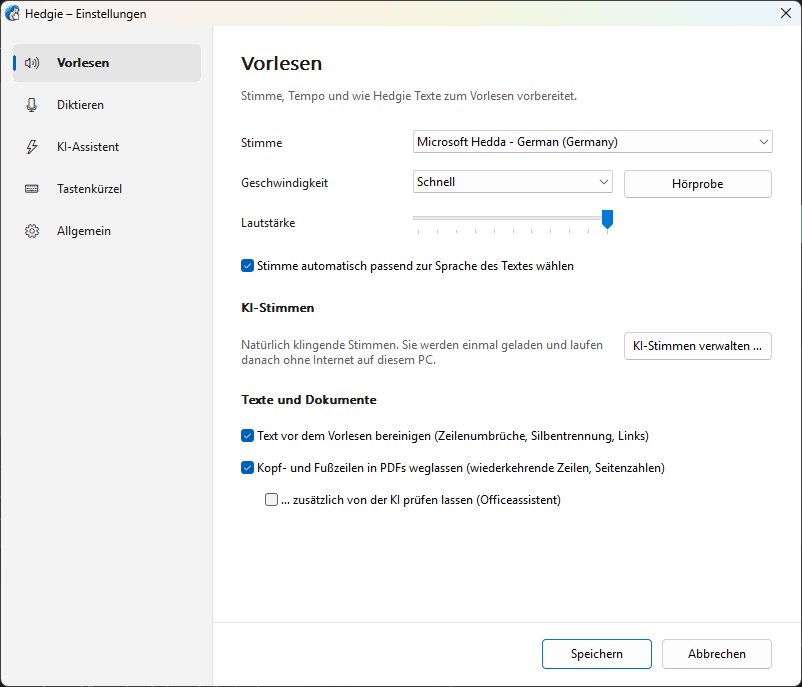 Hedgie – Einstellungen
Vorlesen
Diktieren
KI-Assistent
Tastenkürzel
Allgemein
Vorlesen
Stimme, Tempo und wie Hedgie Texte zum Vorlesen vorbereitet.
Stimme
Microsoft Hedda - German (Germany)
Geschwindigkeit
Schnell
Hörprobe
Lautstärke
Stimme automatisch passend zur Sprache des Textes wählen
KI-Stimmen
Natürlich klingende Stimmen. Sie werden einmal geladen und laufen
danach ohne Internet auf diesem PC.
KI-Stimmen verwalten ...
Texte und Dokumente
Text vor dem Vorlesen bereinigen (Zeilenumbrüche, Silbentrennung, Links)
Kopf- und Fußzeilen in PDFs weglassen (wiederkehrende Zeilen, Seitenzahlen)
... zusätzlich von der KI prüfen lassen (Officeassistent)
Speichern
Abbrechen